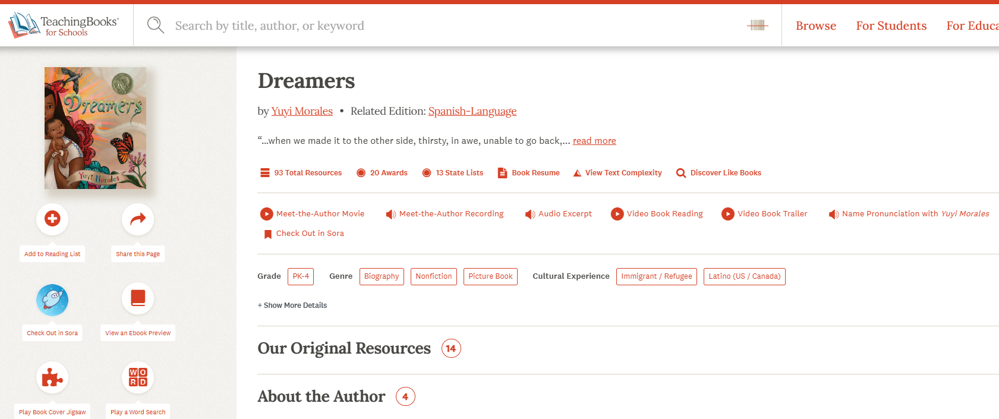 TeachingBooks®
for Schools
Search by title, author, or keyword
Browse For Students For Educa
Dreamers
Yuyi Morales
Add to Reading List Share this Page
Check Out in Sora View an Ebook Preview
WORD
Play Book Cover Jigsaw Play a Word Search
Dreamers
by Yuyi Morales • Related Edition: Spanish-Language
“...when we made it to the other side, thirsty, in awe, unable to go back,... read more
93 Total Resources 20 Awards 13 State Lists Book Resume View Text Complexity Discover Like Books
Meet-the-Author Movie Meet-the-Author Recording Audio Excerpt Video Book Reading Video Book Trailer Name Pronunciation with Yuyi Morales
Check Out in Sora
Grade PK-4 Genre Biography Nonfiction Picture Book Cultural Experience Immigrant / Refugee Latino (US / Canada)
+ Show More Details
Our Original Resources 14
About the Author 4